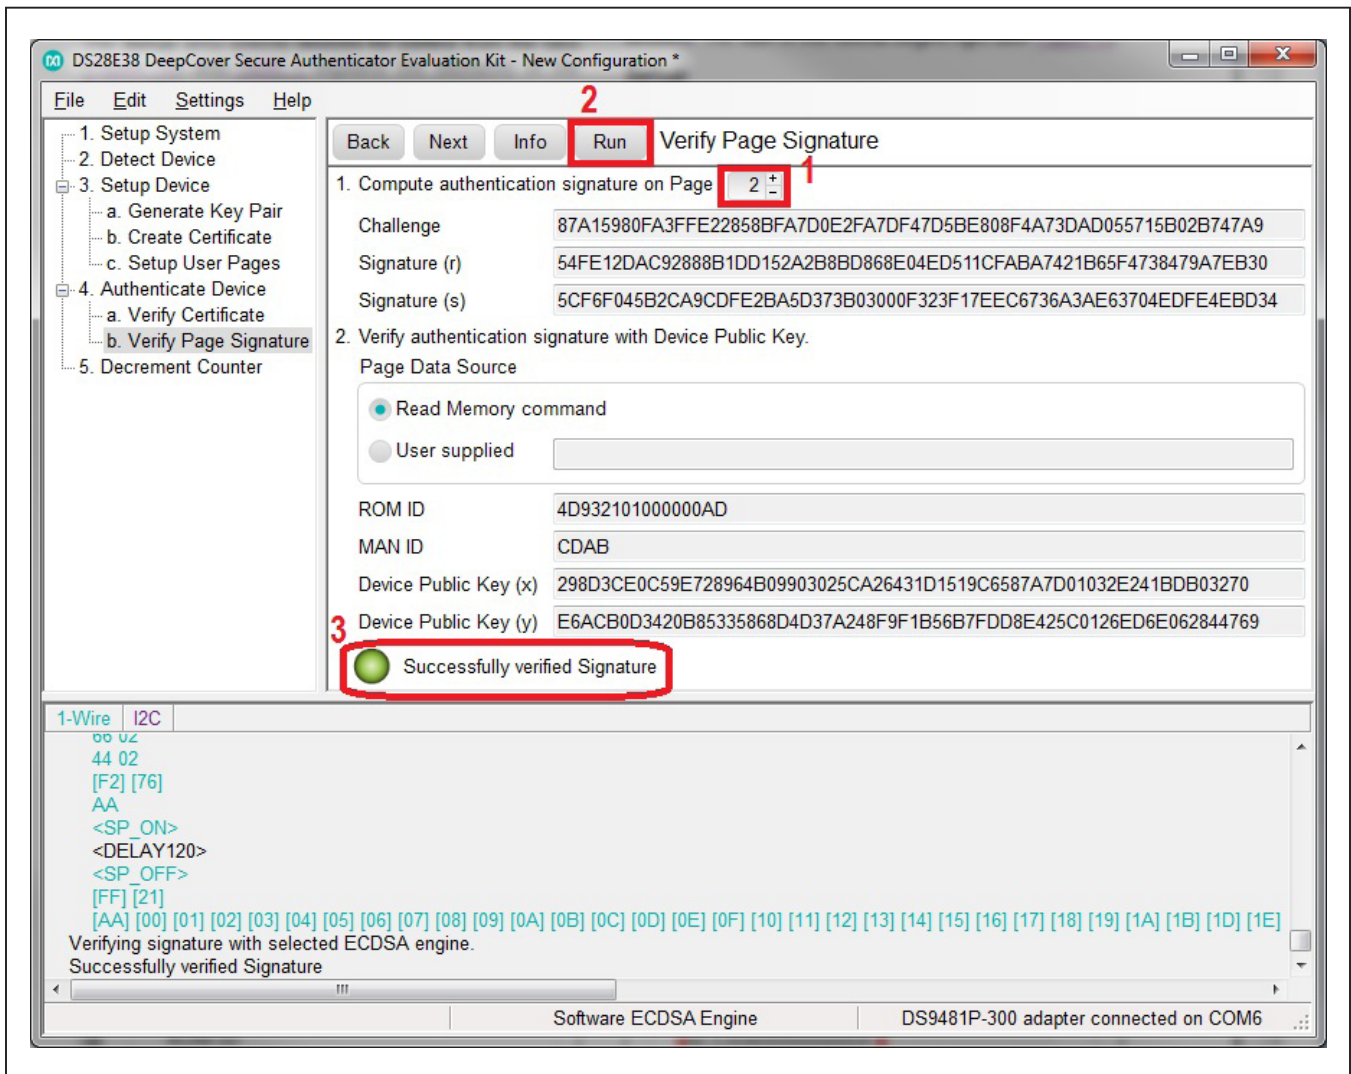 DS28E38 DeepCover Secure Authenticator Evaluation Kit - New Configuration *
File Edit Settings Help
2
1. Setup System
2. Detect Device
3. Setup Device
a. Generate Key Pair
b. Create Certificate
c. Setup User Pages
4. Authenticate Device
a. Verify Certificate
b. Verify Page Signature
5. Decrement Counter
Back Next Info Run Verify Page Signature
1
1. Compute authentication signature on Page 2 + -
Challenge 87A15980FA3FFE22858BFA7D0E2FA7DF47D5BE808F4A73DAD055715B02B747A9
Signature (r) 54FE12DAC92888B1DD152A2B8BD868E04ED511CFABA7421B65F4738479A7EB30
Signature (s) 5CF6F045B2CA9CDFE2BA5D373B03000F323F17EEC6736A3AE63704EDFE4EBD34
2. Verify authentication signature with Device Public Key.
Page Data Source
Read Memory command
User supplied
ROM ID 4D932101000000AD
MAN ID CDAB
Device Public Key (x) 298D3CE0C59E728964B09903025CA26431D1519C6587A7D01032E241BDB03270
Device Public Key (y) E6ACB0D3420B85335868D4D37A248F9F1B56B7FDD8E425C0126ED6E062844769
3
Successfully verified Signature
1-Wire I2C
66 02
44 02
[F2] [76]
AA
<SP_ON>
<DELAY120>
<SP_OFF>
[FF] [21]
[AA] [00] [01] [02] [03] [04] [05] [06] [07] [08] [09] [0A] [0B] [0C] [0D] [0E] [0F] [10] [11] [12] [13] [14] [15] [16] [17] [18] [19] [1A] [1B] [1D] [1E]
Verifying signature with selected ECDSA engine.
Successfully verified Signature
Software ECDSA Engine DS9481P-300 adapter connected on COM6